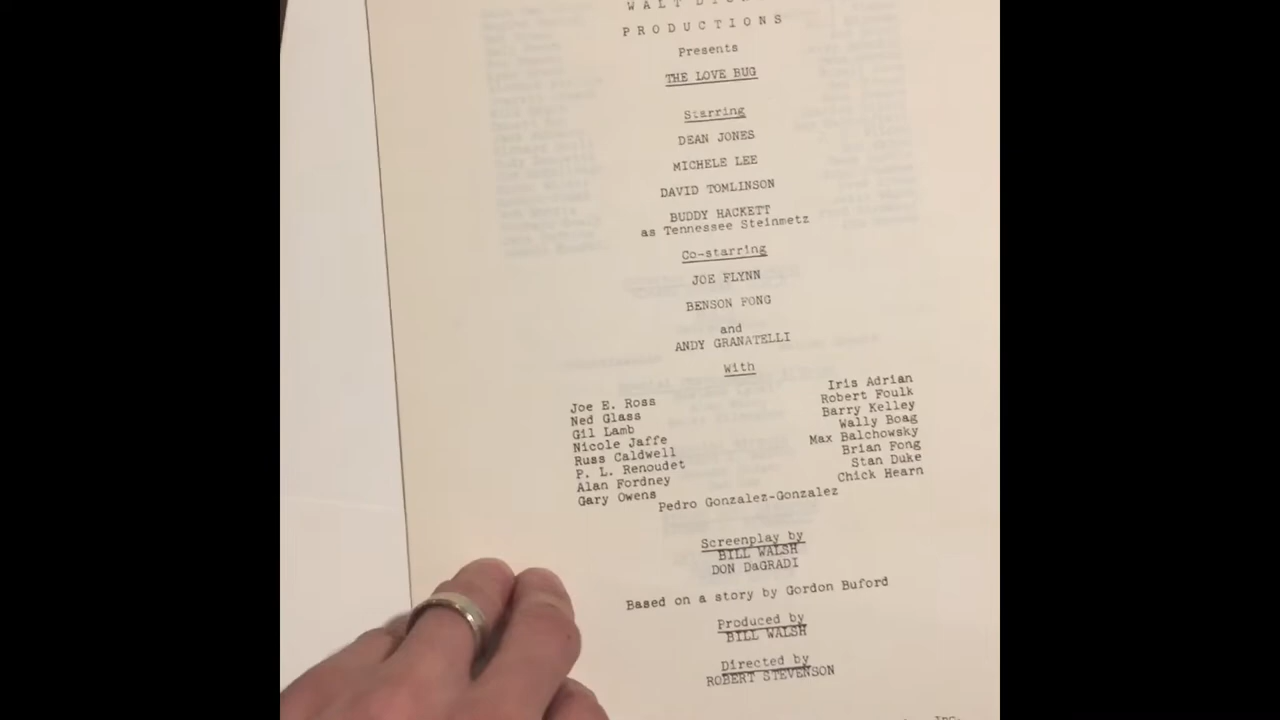 WALT
PRODUCTIONS
Presents
THE LOVE BUG
Starring
DEAN JONES
MICHELE LEE
DAVID TOMLINSON
BUDDY HACKETT
as Tennessee Steinmetz
Co-starring
JOE FLYNN
BENSON FONG
and
ANDY GRANATELLI
With
Joe E. Ross
Ned Glass
Gil Lamb
Nicole Jaffe
Russ Caldwell
P. L. Renoudet
Alan Fordney
Gary Owens
Iris Adrian
Robert Foulk
Barry Kelley
Wally Boag
Max Balchowsky
Brian Fong
Stan Duke
Chick Hearn
Pedro Gonzalez-Gonzalez
Screenplay by
BILL WALSH
DON DaGRADI
Based on a story by Gordon Buford
Produced by
BILL WALSH
Directed by
ROBERT STEVENSON
Inc.